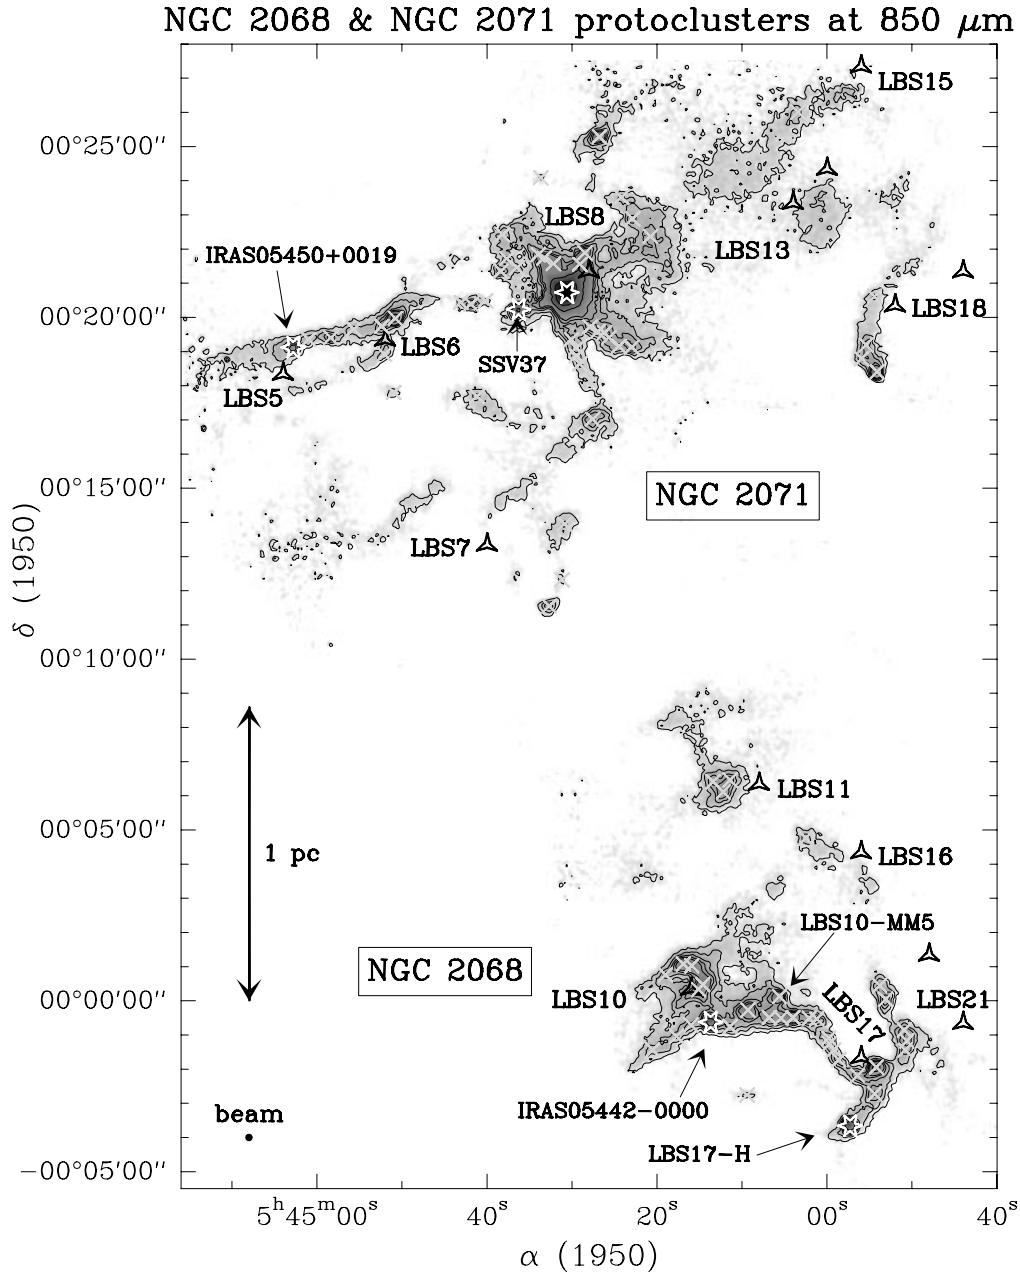 NGC 2068 & NGC 2071 protoclusters at 850 μm
LBS15
00°25′00″
LBS8
IRAS05450+0019
LBS13
00°20′00″
LBS18
LBS6
SSV37
LBS5
00°15′00″
NGC 2071
LBS7
δ (1950)
00°10′00″
LBS11
00°05′00″
1 pc
LBS16
LBS10-MM5
NGC 2068
00°00′00″
LBS10
LBS17
LBS21
IRAS05442-0000
beam
LBS17-H
-00°05′00″
5ʰ45ᵐ00ˢ 40ˢ 20ˢ 00ˢ 40ˢ
α (1950)